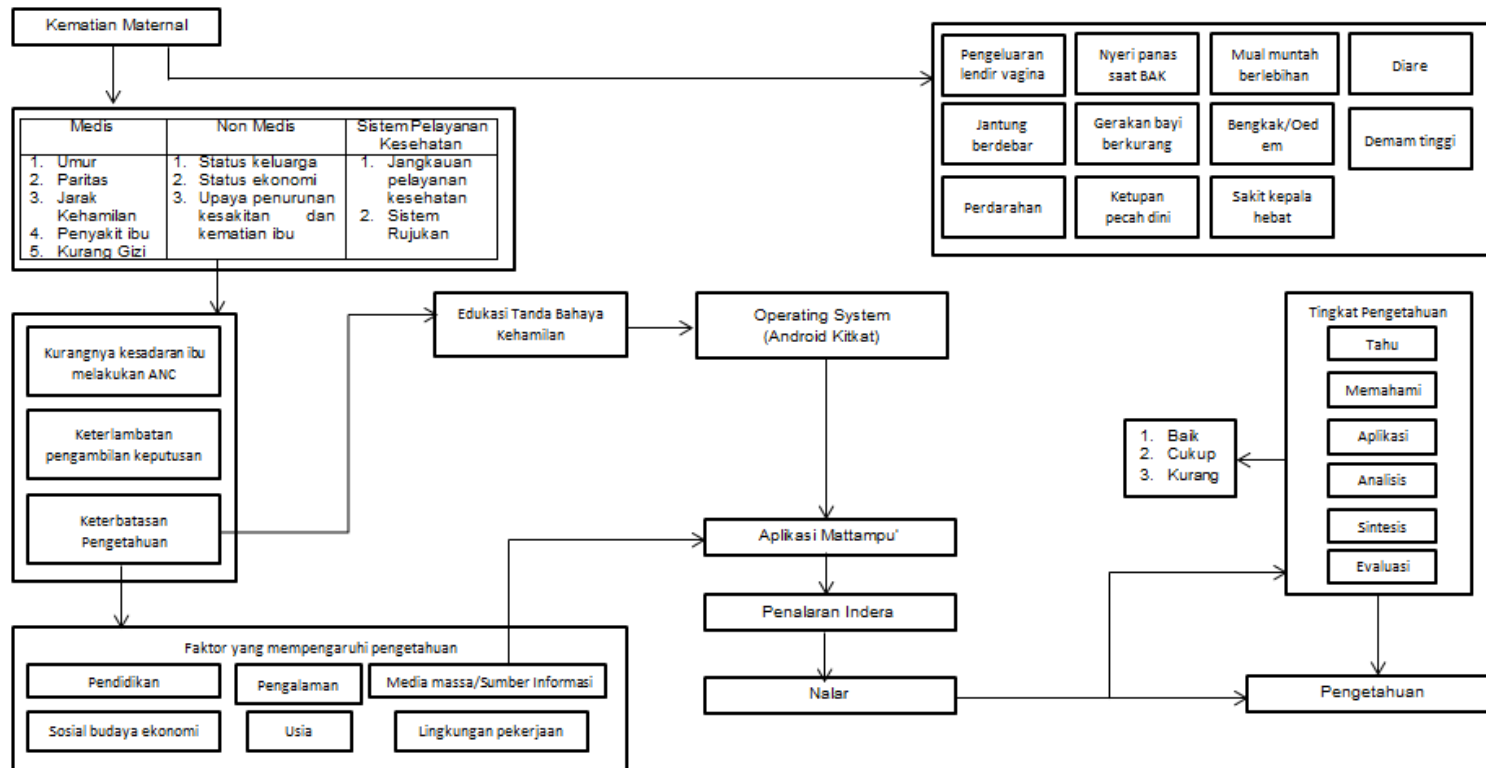 Kematian Maternal
Pengeluaran
lendir vagina
Nyeri panas
saat BAK
Mual muntah
berlebihan
Diare
Jantung
berdebar
Gerakan bayi
berkurang
Bengkak/Oed
em
Demam tinggi
Perdarahan
Ketupan
pecah dini
Sakit kepala
hebat
Medis
1. Umur
2. Paritas
3. Jarak
Kehamilan
4. Penyakit ibu
5. Kurang Gizi
Non Medis
1. Status keluarga
2. Status ekonomi
3. Upaya penurunan
kesakitan dan
kematian ibu
Sistem Pelayanan
Kesehatan
1. Jangkauan
pelayanan
kesehatan
2. Sistem
Rujukan
Kurangnya kesadaran ibu
melakukan ANC
Keterlambatan
pengambilan keputusan
Keterbatasan
Pengetahuan
Edukasi Tanda Bahaya
Kehamilan
Operating System
(Android Kitkat)
Tingkat Pengetahuan
Tahu
Memahami
Aplikasi
Analisis
Sintesis
Evaluasi
1. Baik
2. Cukup
3. Kurang
Aplikasi Mattampu'
Penalaran Indera
Nalar
Pengetahuan
Faktor yang mempengaruhi pengetahuan
Pendidikan
Pengalaman
Media massa/Sumber Informasi
Sosial budaya ekonomi
Usia
Lingkungan pekerjaan